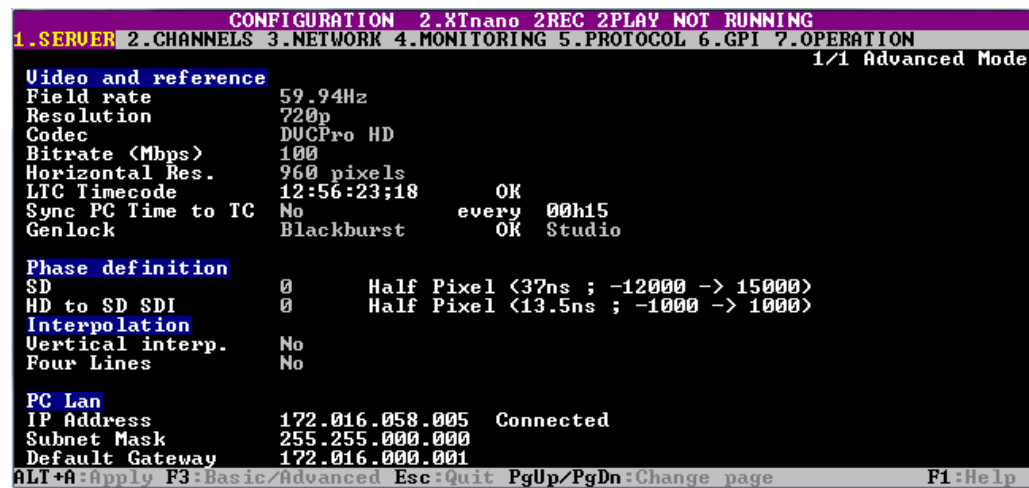 CONFIGURATION 2.XTnano 2REC 2PLAY NOT RUNNING
1.SERVER 2.CHANNELS 3.NETWORK 4.MONITORING 5.PROTOCOL 6.GPI 7.OPERATION
1/1 Advanced Mode
Video and reference
Field rate 59.94Hz
Resolution 720p
Codec DVCPro HD
Bitrate (Mbps) 100
Horizontal Res. 960 pixels
LTC Timecode 12:56:23;18 OK
Sync PC Time to TC No every 00h15
Genlock Blackburst OK Studio
Phase definition
SD 0 Half Pixel (37ns ; -12000 -> 15000)
HD to SD SDI 0 Half Pixel (13.5ns ; -1000 -> 1000)
Interpolation
Vertical interp. No
Four Lines No
PC Lan
IP Address 172.016.058.005 Connected
Subnet Mask 255.255.000.000
Default Gateway 172.016.000.001
ALT+A:Apply F3:Basic/Advanced Esc:Quit PgUp/PgDn:Change page F1:Help